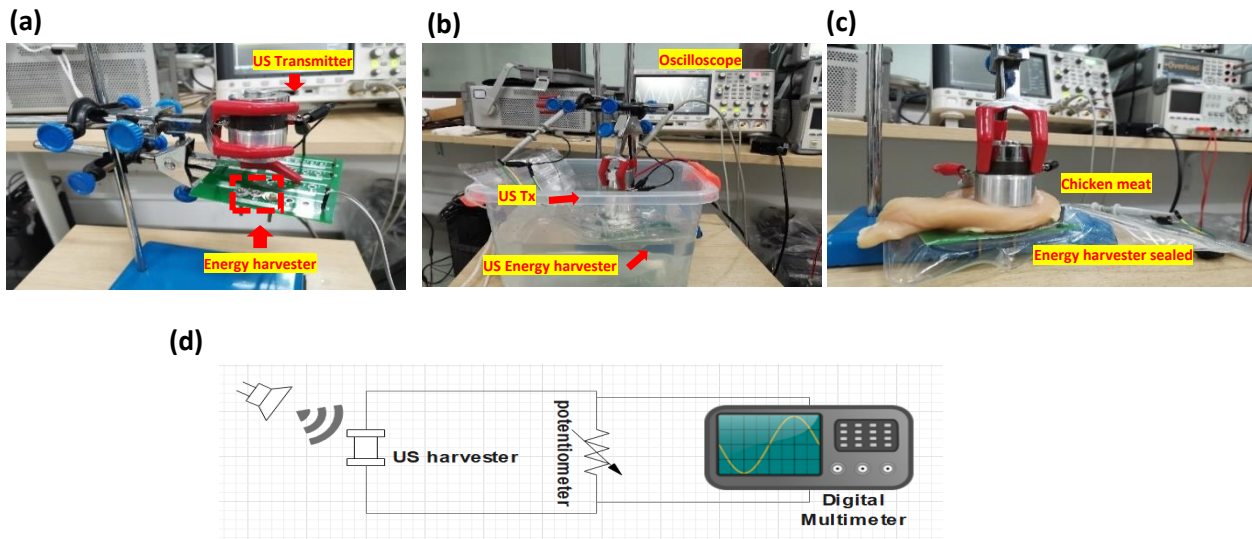 (a)
US Transmitter
Energy harvester
(b)
Oscilloscope
US Tx
US Energy harvester
(c)
Chicken meat
Energy harvester sealed
(d)
US harvester
potentiometer
Digital
Multimeter